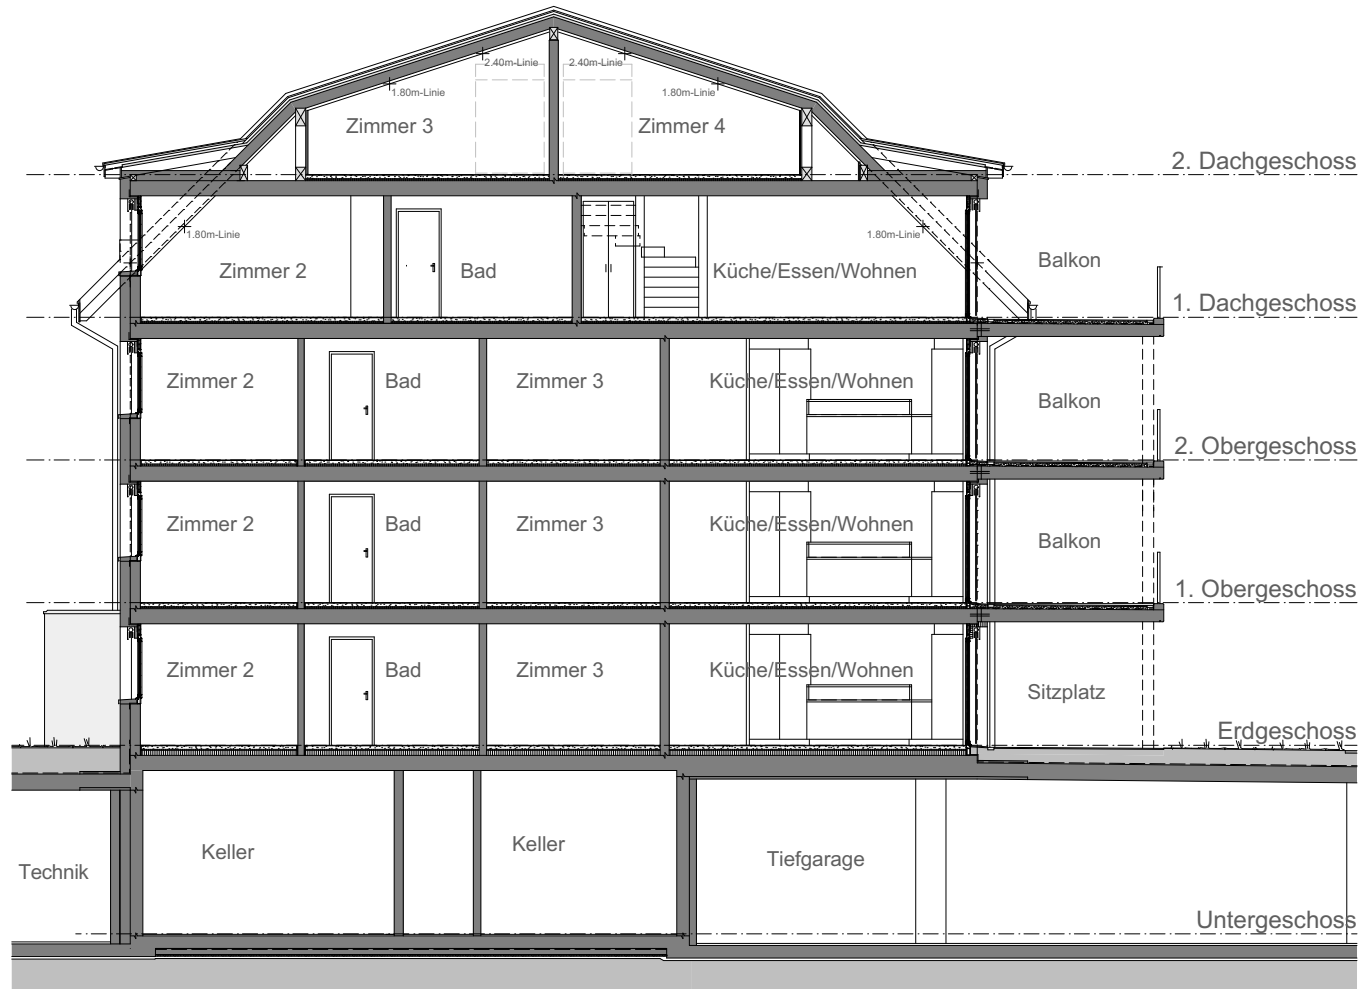 2.40m-Linie
2.40m-Linie
1.80m-Linie
1.80m-Linie
Zimmer 3
Zimmer 4
2. Dachgeschoss
1.80m-Linie
1.80m-Linie
Zimmer 2
Bad
Küche/Essen/Wohnen
Balkon
1. Dachgeschoss
Zimmer 2
Bad
Zimmer 3
Küche/Essen/Wohnen
Balkon
2. Obergeschoss
Zimmer 2
Bad
Zimmer 3
Küche/Essen/Wohnen
Balkon
1. Obergeschoss
Zimmer 2
Bad
Zimmer 3
Küche/Essen/Wohnen
Sitzplatz
Erdgeschoss
Keller
Keller
Technik
Tiefgarage
Untergeschoss